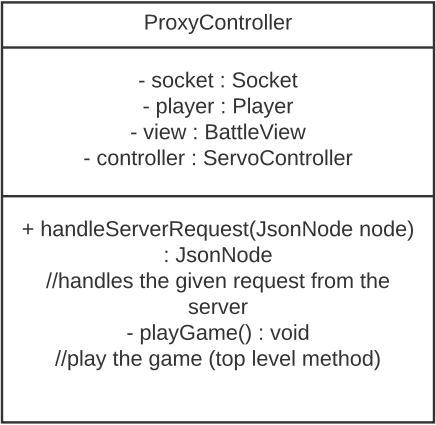 ProxyController
- socket : Socket
- player : Player
- view : BattleView
- controller : ServoController
+ handleServerRequest(JsonNode node)
: JsonNode
//handles the given request from the
server
- playGame() : void
//play the game (top level method)